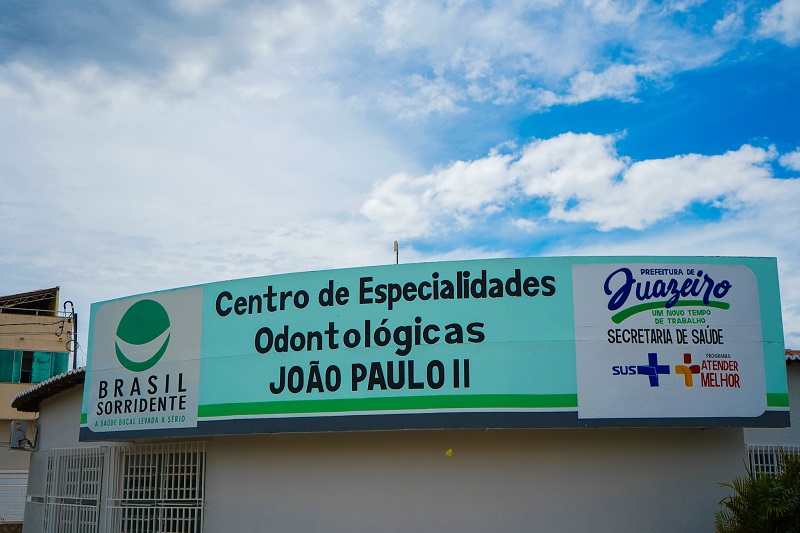 BRASIL
SORRIDENTE
A SAÚDE BUCAL LEVADA A SÉRIO
Centro de Especialidades
Odontológicas
JOÃO PAULO II
PREFEITURA DE
Juazeiro
UM NOVO TEMPO
DE TRABALHO
SECRETARIA DE SAÚDE
SUS
PROGRAMA
ATENDER
MELHOR